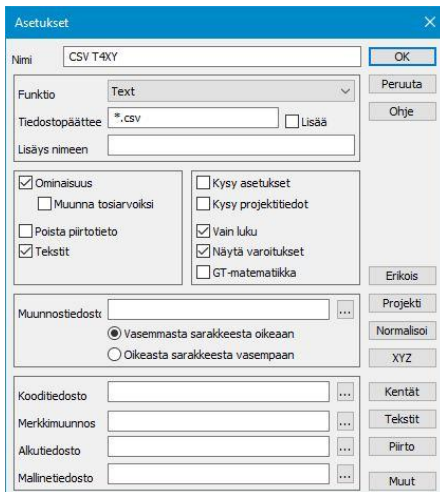 Asetukset
Nimi CSV T4XY OK
Funktio Text Peruuta
Tiedostopäättee *.csv Lisää Ohje
Lisäys nimeen
Ominaisuus Kysy asetukset
Muunna tosiarvoiksi Kysy projektitiedot
Poista piirtotieto Vain luku
Tekstit Näytä varoitukset
GT-matematiikka Erikois
Muunnostiedosto ... Projekti
Vasemmasta sarakkeesta oikeaan Normalisoi
Oikeasta sarakkeesta vasempaan XYZ
Kooditiedosto ... Kentät
Merkkimuunnos ... Tekstit
Alkutiedosto ... Piirto
Mallinetiedosto ... Muut